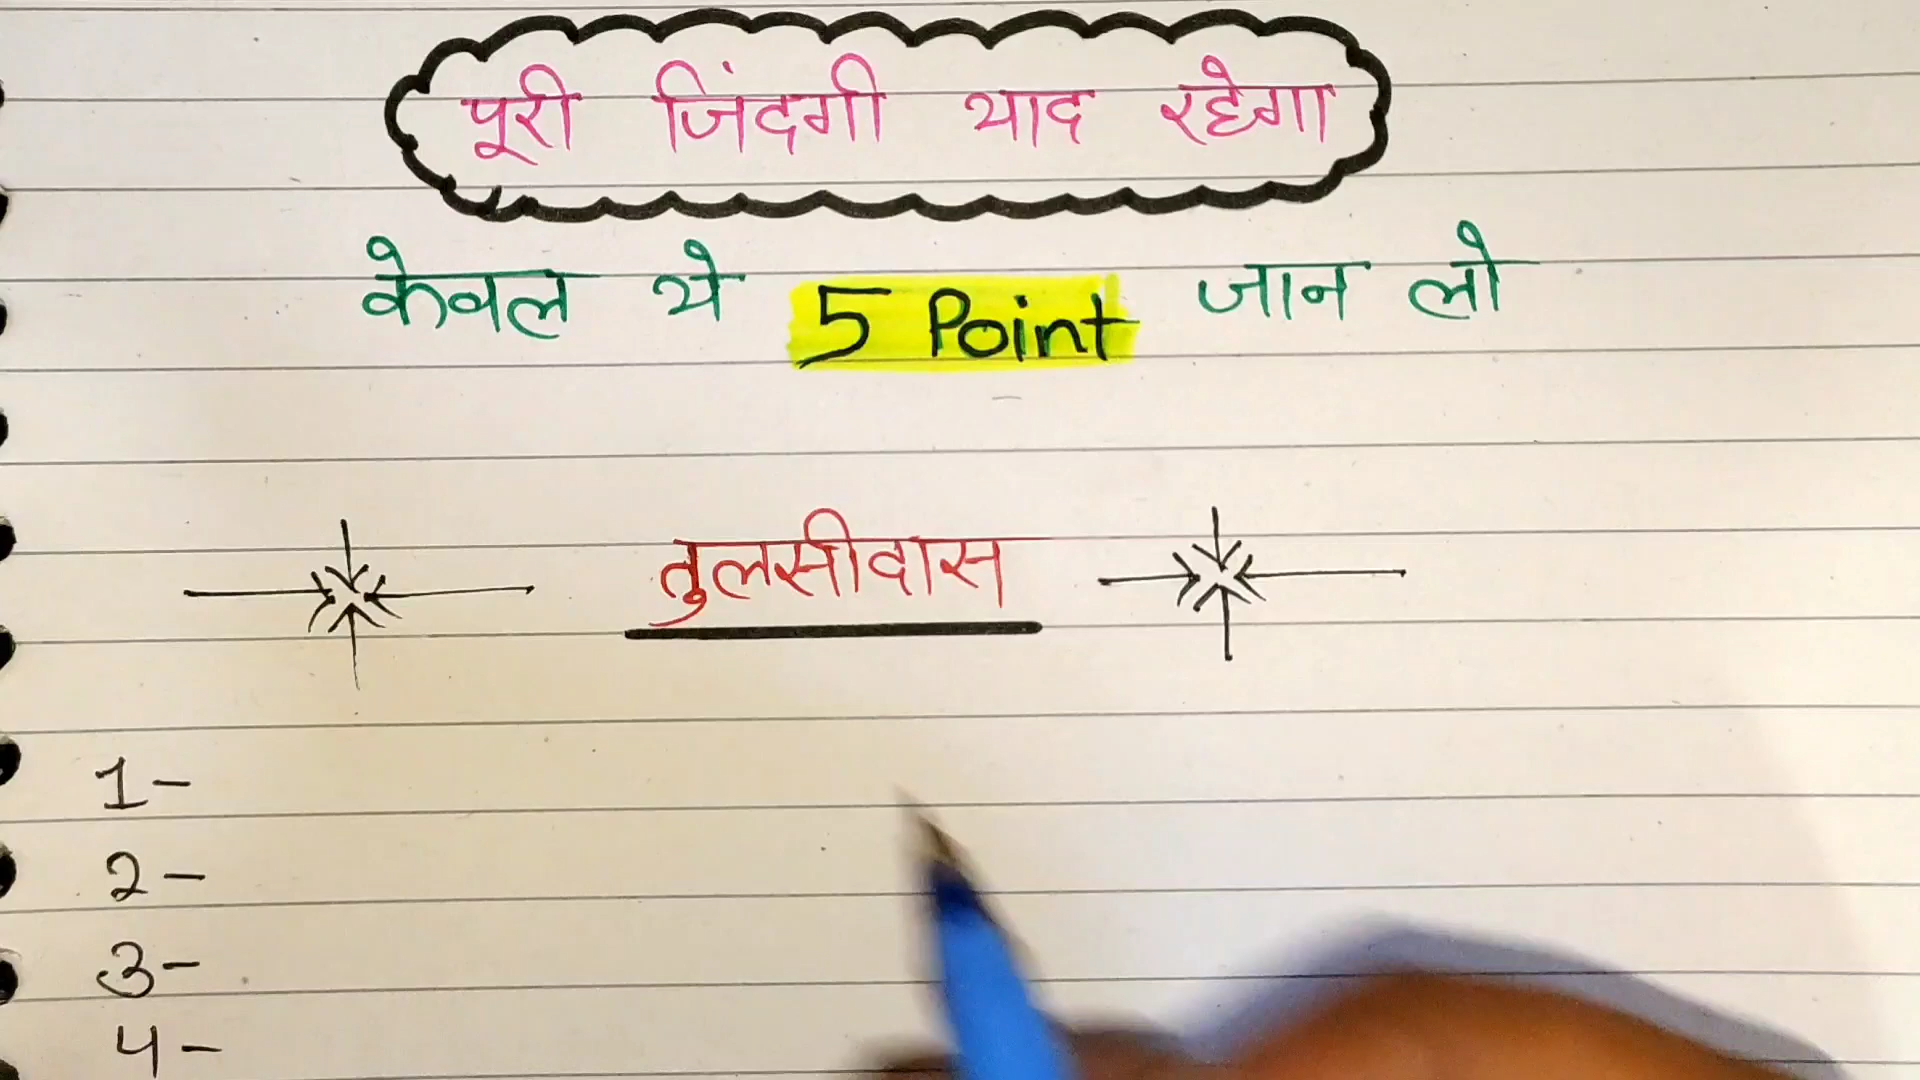 पूरी जिंदगी याद रहेगा
केवल ये 5 Point जान लो
तुलसीदास
1-
2-
3-
4-